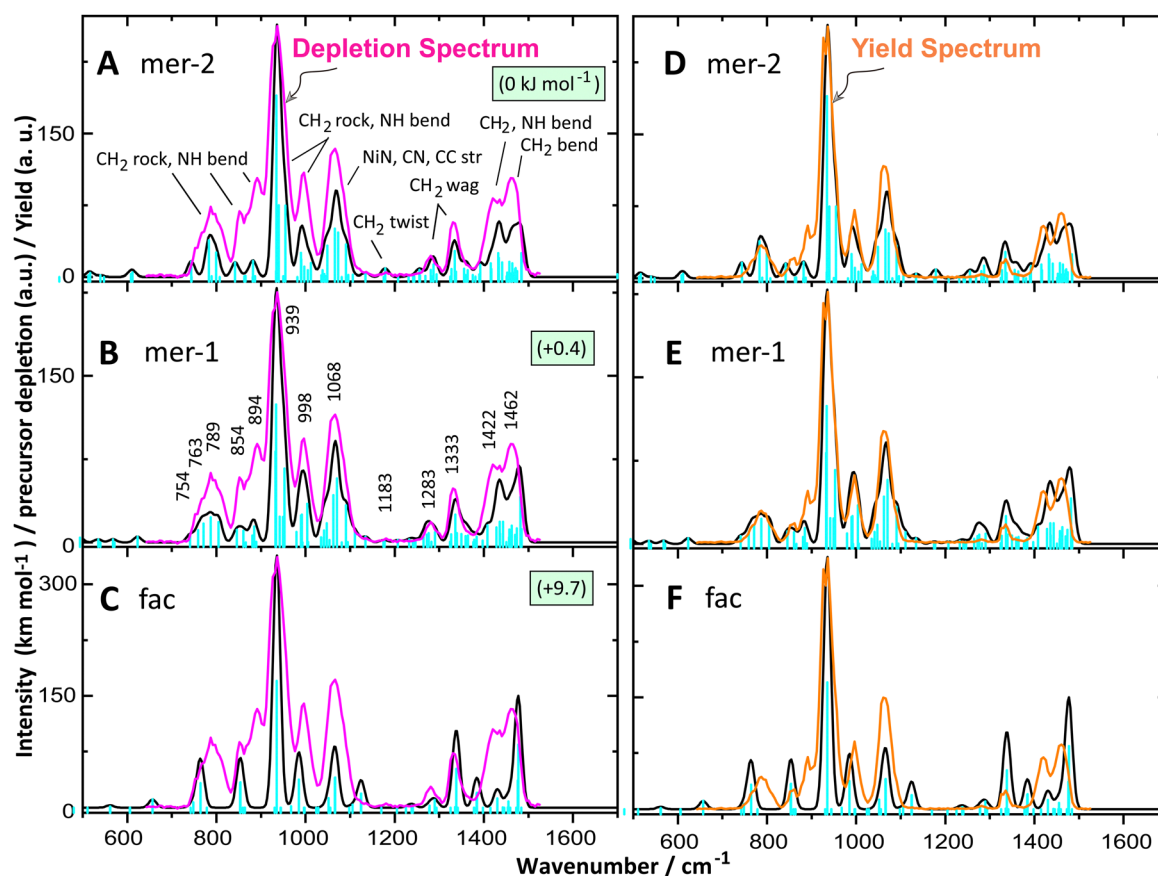 A mer-2
Depletion Spectrum
(0 kJ mol⁻¹)
CH₂ rock, NH bend
CH₂ rock, NH bend
NiN, CN, CC str
CH₂ twist
CH₂ wag
CH₂, NH bend
CH₂ bend
150
0
B mer-1
(+0.4)
754
763
789
854
894
939
998
1068
1183
1283
1333
1422
1462
150
0
C fac
(+9.7)
300
150
0
600 800 1000 1200 1400 1600
D mer-2
Yield Spectrum
E mer-1
F fac
600 800 1000 1200 1400 1600
Intensity (km mol⁻¹) / precursor depletion (a.u.) / Yield (a. u.)
Wavenumber / cm⁻¹